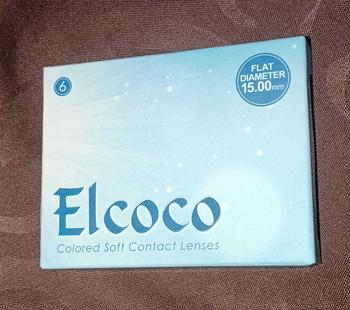 6
FLAT
DIAMETER
15.00mm
Elcoco
Colored Soft Contact Lenses